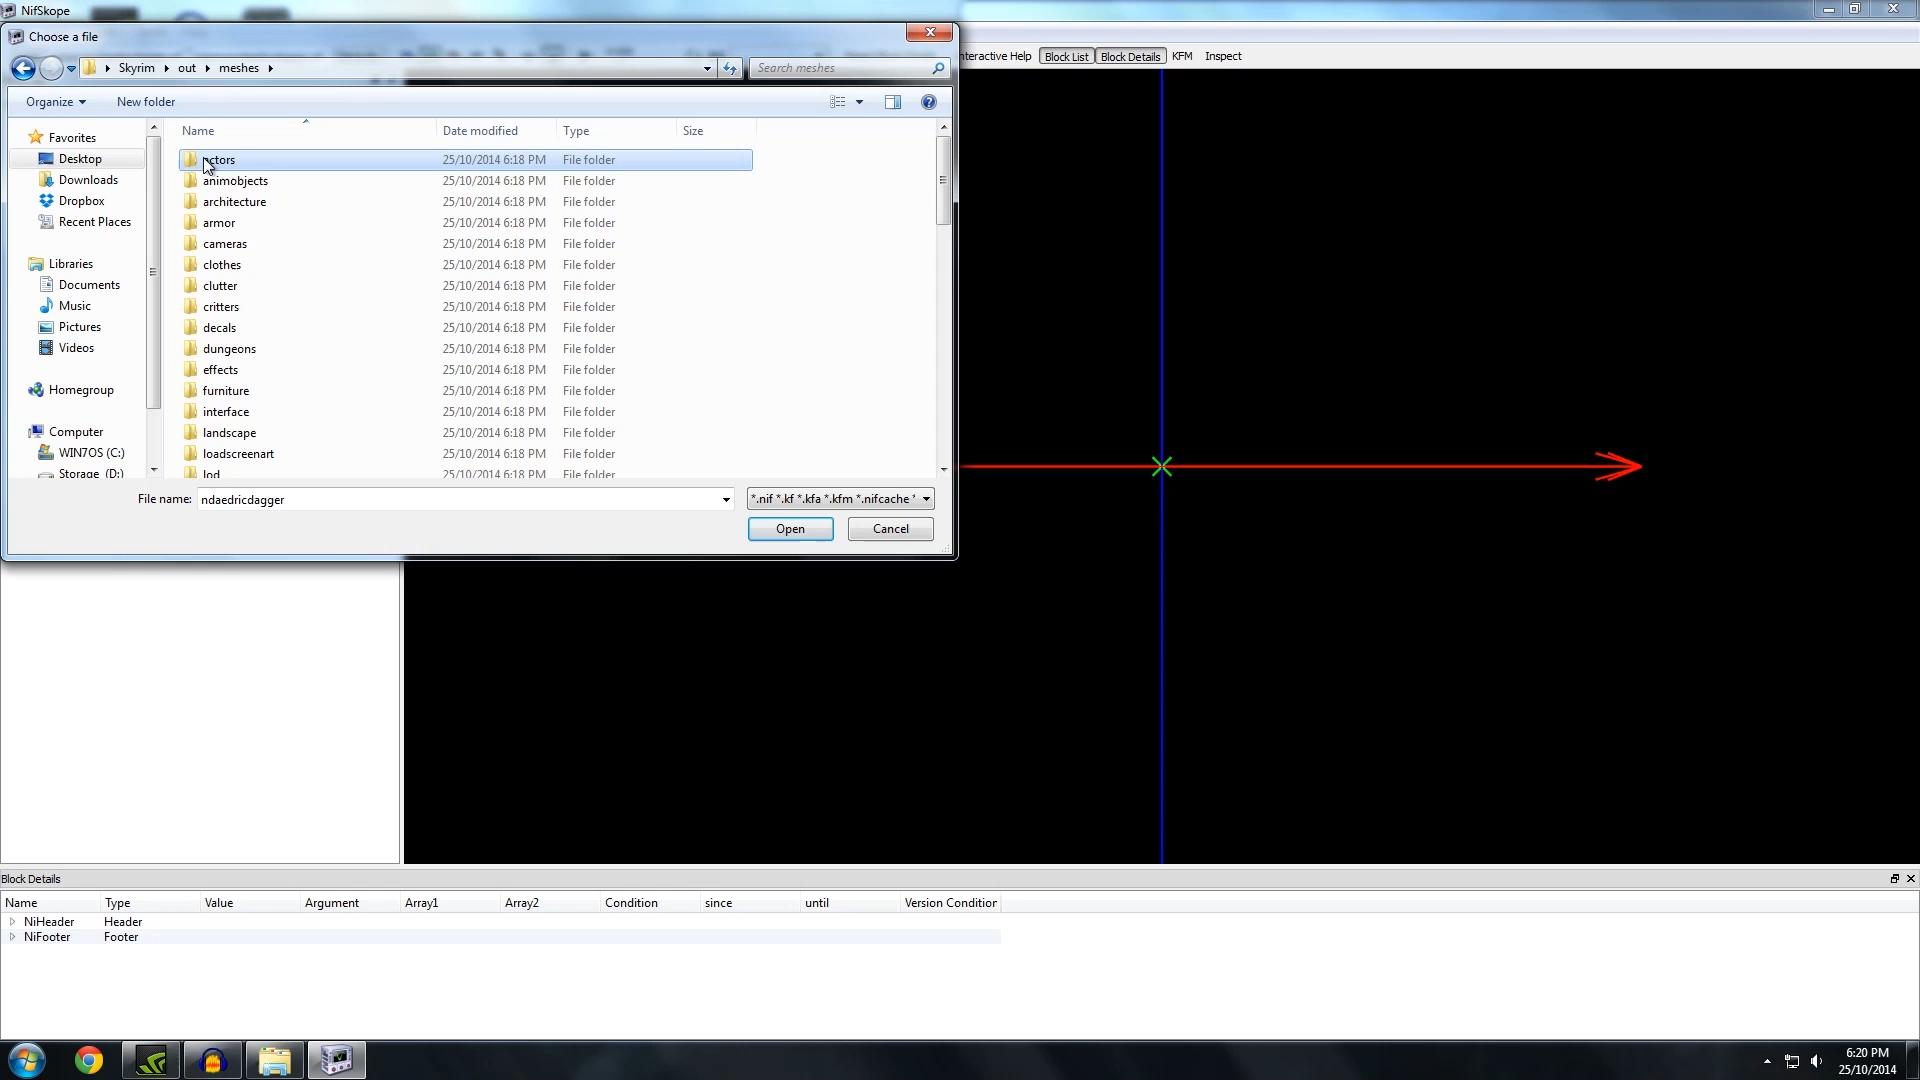 NifSkope
Choose a file
Skyrim out meshes
Search meshes
nteractive Help Block List Block Details KFM Inspect
Organize New folder
Name Date modified Type Size
Favorites
Desktop
Downloads
Dropbox
Recent Places
Libraries
Documents
Music
Pictures
Videos
Homegroup
Computer
WIN7OS (C:)
Storage (D:)
ctors 25/10/2014 6:18 PM File folder
animobjects 25/10/2014 6:18 PM File folder
architecture 25/10/2014 6:18 PM File folder
armor 25/10/2014 6:18 PM File folder
cameras 25/10/2014 6:18 PM File folder
clothes 25/10/2014 6:18 PM File folder
clutter 25/10/2014 6:18 PM File folder
critters 25/10/2014 6:18 PM File folder
decals 25/10/2014 6:18 PM File folder
dungeons 25/10/2014 6:18 PM File folder
effects 25/10/2014 6:18 PM File folder
furniture 25/10/2014 6:18 PM File folder
interface 25/10/2014 6:18 PM File folder
landscape 25/10/2014 6:18 PM File folder
loadscreenart 25/10/2014 6:18 PM File folder
lod 25/10/2014 6:18 PM File folder
File name: ndaedricdagger *.nif *.kf *.kfa *.kfm *.nifcache *
Open Cancel
Block Details
Name Type Value Argument Array1 Array2 Condition since until Version Condition
NiHeader Header
NiFooter Footer
6:20 PM
25/10/2014